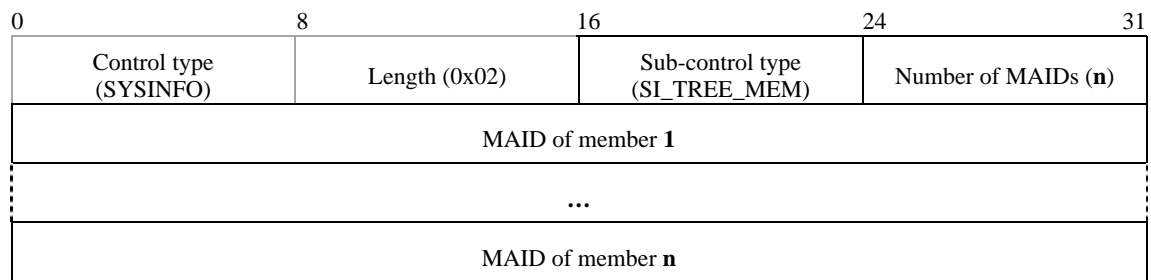 0 8 16 24 31
Control type Length (0x02) Sub-control type Number of MAIDs (n)
(SYSINFO) (SI_TREE_MEM)
MAID of member 1
...
MAID of member n